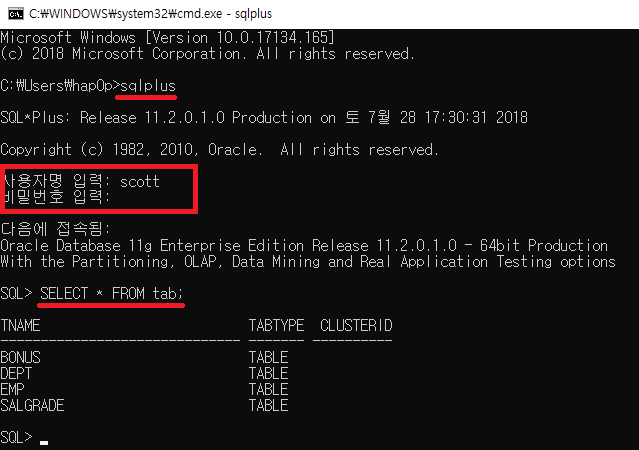 C:₩WINDOWS₩system32₩cmd.exe - sqlplus
Microsoft Windows [Version 10.0.17134.165]
(c) 2018 Microsoft Corporation. All rights reserved.
C:₩Users₩hapOp>sqlplus
SQL*Plus: Release 11.2.0.1.0 Production on 토 7월 28 17:30:31 2018
Copyright (c) 1982, 2010, Oracle.  All rights reserved.
사용자명 입력: scott
비밀번호 입력:
다음에 접속됨:
Oracle Database 11g Enterprise Edition Release 11.2.0.1.0 - 64bit Production
With the Partitioning, OLAP, Data Mining and Real Application Testing options
SQL> SELECT * FROM tab;
TNAME                          TABTYPE  CLUSTERID
------------------------------ ------- ----------
BONUS                          TABLE
DEPT                           TABLE
EMP                            TABLE
SALGRADE                       TABLE
SQL>